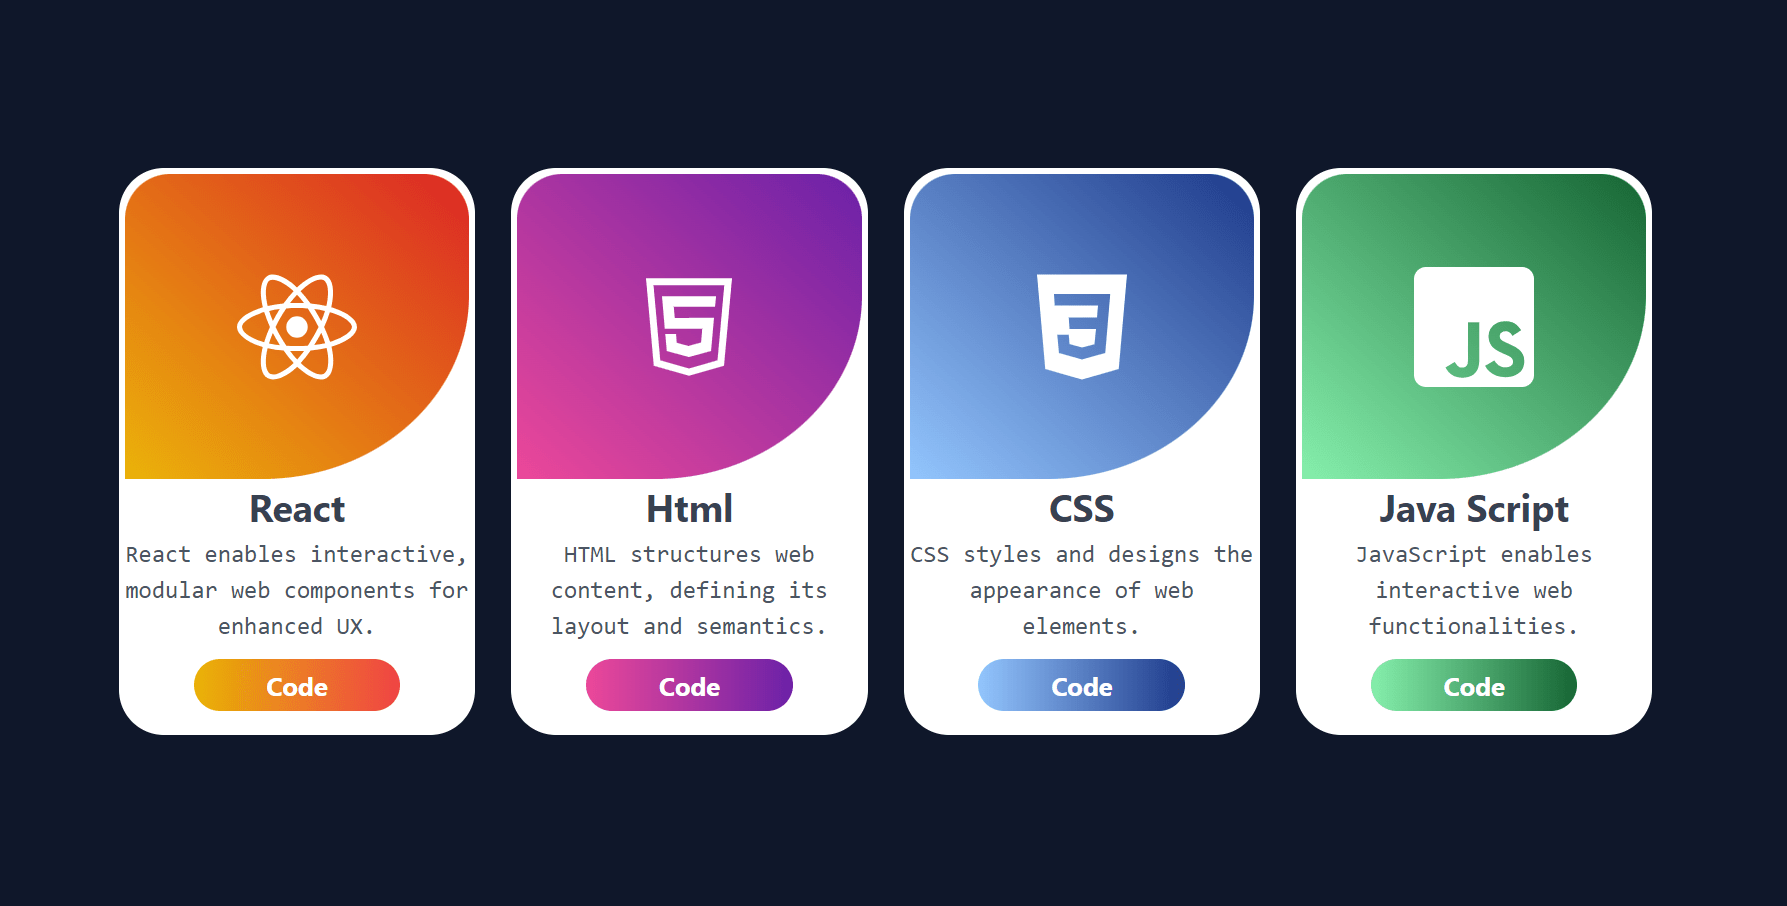 5
3
JS
React
React enables interactive,
modular web components for
enhanced UX.
Code
Html
HTML structures web
content, defining its
layout and semantics.
Code
CSS
CSS styles and designs the
appearance of web
elements.
Code
Java Script
JavaScript enables
interactive web
functionalities.
Code